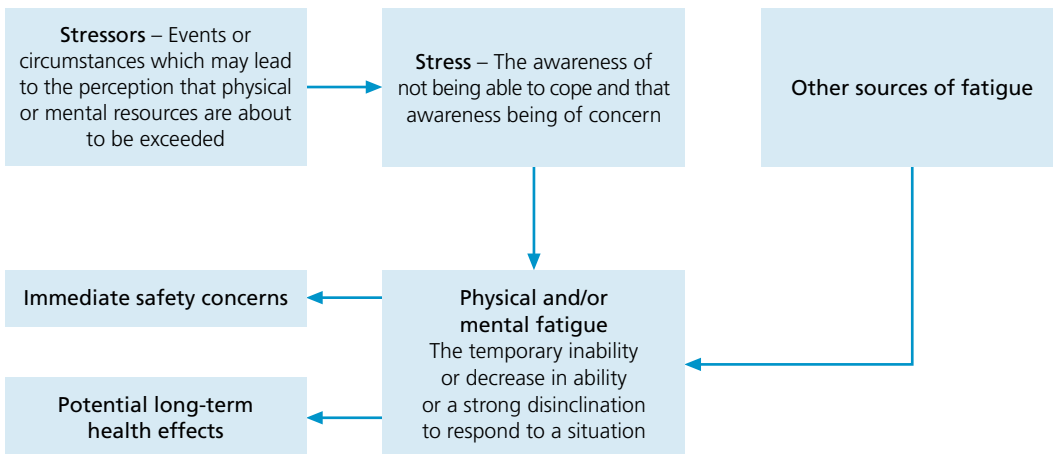 Stressors – Events or
circumstances which may lead
to the perception that physical
or mental resources are about
to be exceeded
Stress – The awareness of
not being able to cope and that
awareness being of concern
Other sources of fatigue
Immediate safety concerns
Physical and/or
mental fatigue
The temporary inability
or decrease in ability
or a strong disinclination
to respond to a situation
Potential long-term
health effects